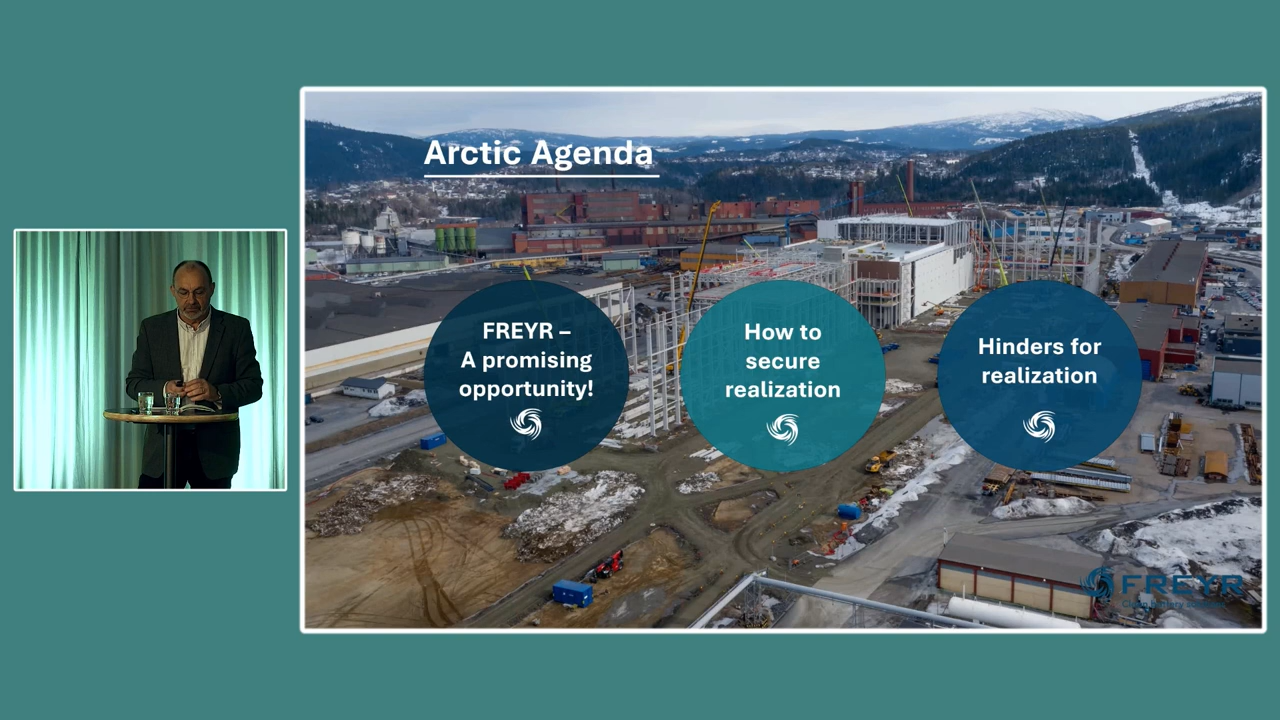 Arctic Agenda
FREYR –
A promising
opportunity!
How to
secure
realization
Hinders for
realization
FREYR